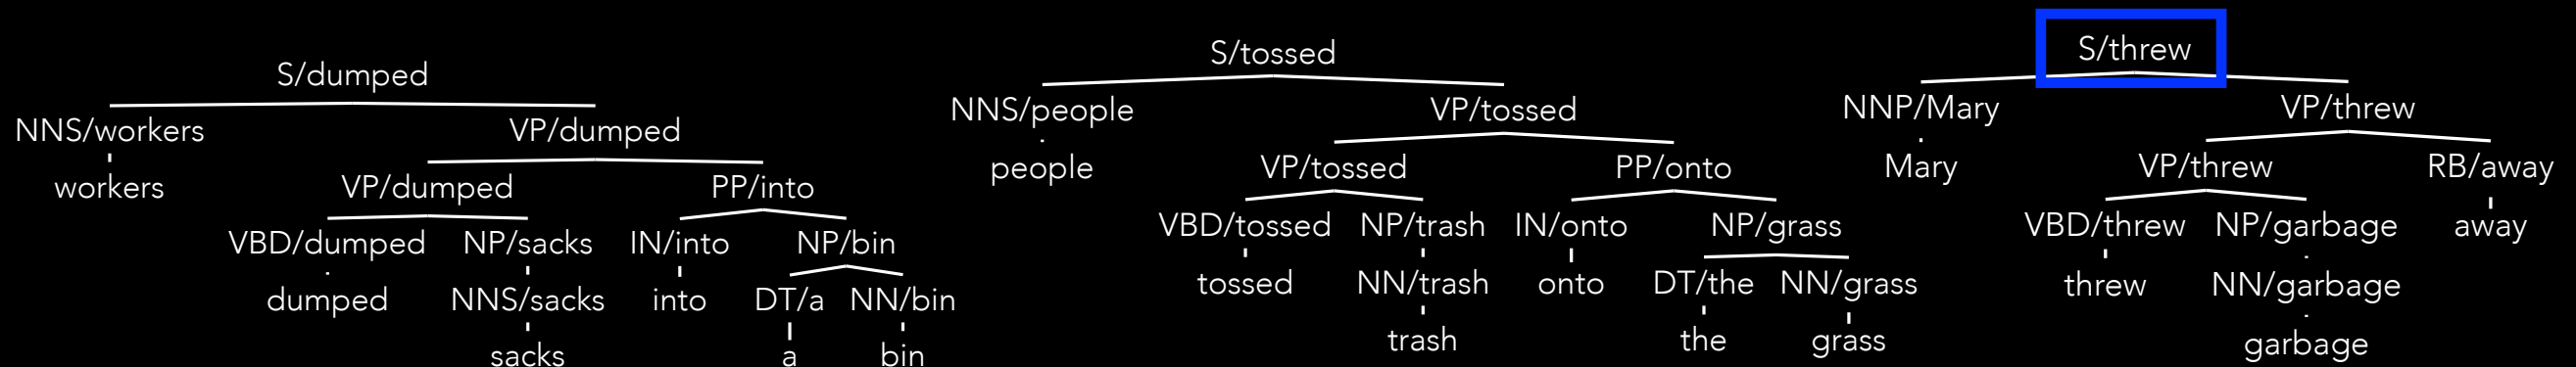 S/dumped
NNS/workers VP/dumped
workers VP/dumped PP/into
VBD/dumped NP/sacks IN/into NP/bin
dumped NNS/sacks into DT/a NN/bin
sacks a bin
S/tossed
NNS/people VP/tossed
people VP/tossed PP/onto
VBD/tossed NP/trash IN/onto NP/grass
tossed NN/trash onto DT/the NN/grass
trash the grass
S/threw
NNP/Mary VP/threw
Mary VP/threw RB/away
VBD/threw NP/garbage away
threw NN/garbage
garbage